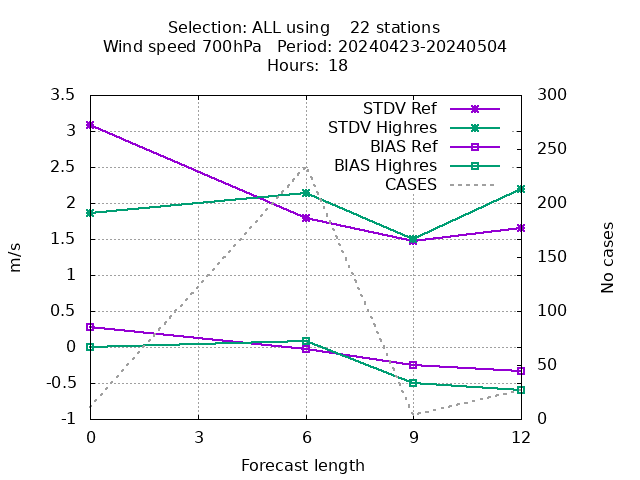 Selection: ALL using    22 stations
Wind speed 700hPa   Period: 20240423-20240504
Hours: 18
3.5
3
2.5
2
1.5
1
0.5
0
-0.5
-1
300
250
200
150
100
50
0
STDV Ref
STDV Highres
BIAS Ref
BIAS Highres
CASES
m/s
No cases
0 3 6 9 12
Forecast length